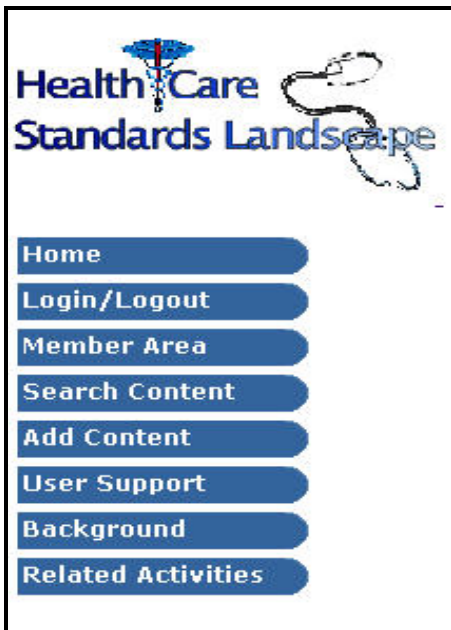 Health Care
Standards Landscape
Home
Login/Logout
Member Area
Search Content
Add Content
User Support
Background
Related Activities